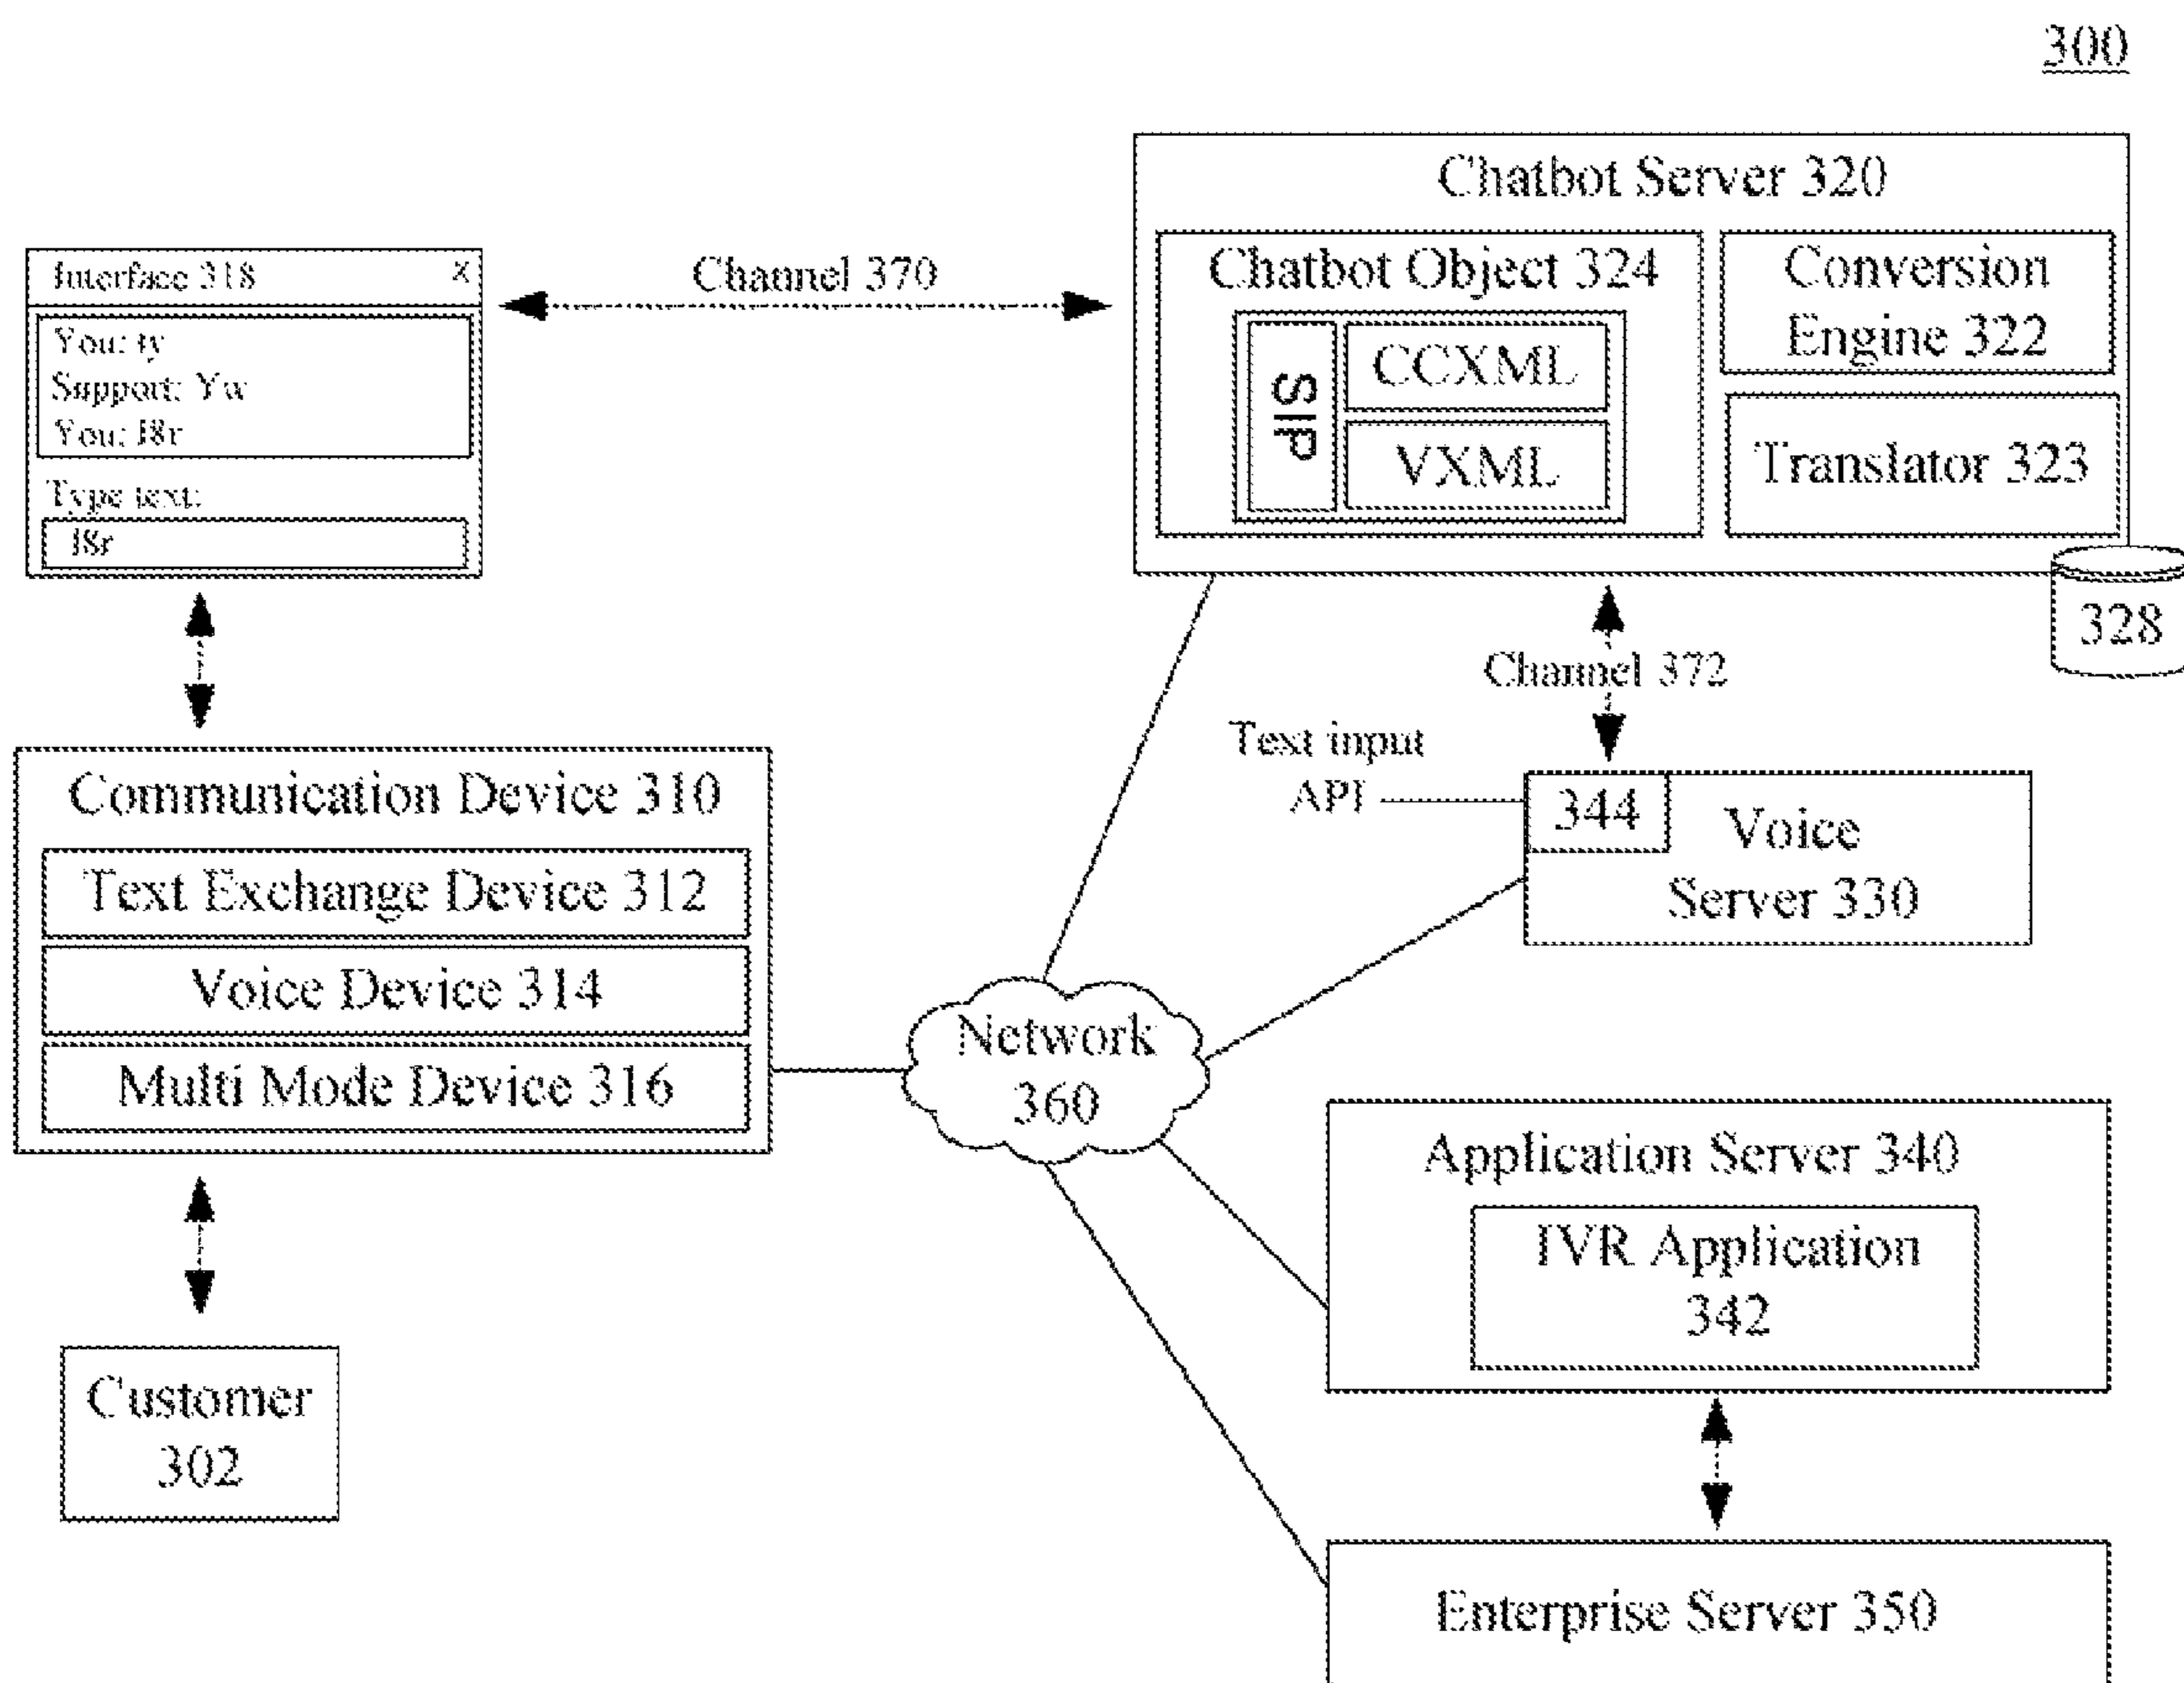 300
Chatbot Server 320
Chatbot Object 324
SIP
CCXML
VXML
Conversion
Engine 322
Translator 323
328
Channel 370
Interface 318 X
You: ty
Support: Yw
You: l8r
Type text:
l8r
Channel 372
Text input
API
344
Voice
Server 330
Communication Device 310
Text Exchange Device 312
Voice Device 314
Multi Mode Device 316
Network
360
Application Server 340
IVR Application
342
Customer
302
Enterprise Server 350